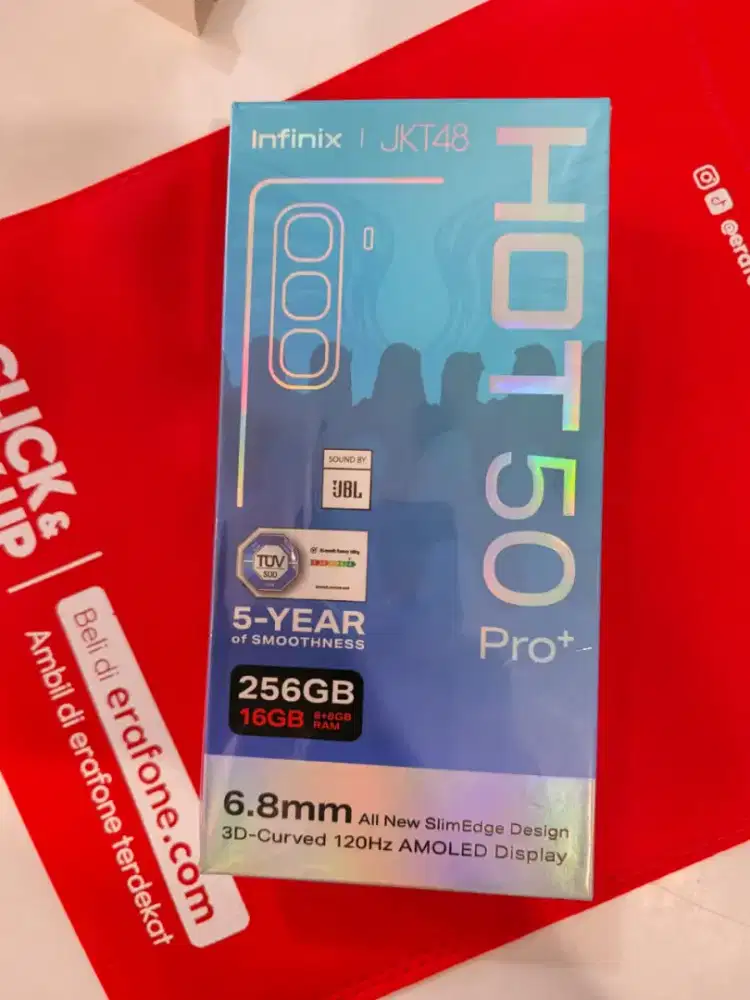 Infinix | JKT48
HOT 50
Pro+
SOUND BY
JBL
TÜV
SÜD
5-YEAR
of SMOOTHNESS
256GB
16GB 8+8GB
RAM
6.8mm All New SlimEdge Design
3D-Curved 120Hz AMOLED Display
CLICK &
UP
Beli di erafone.com
Ambil di erafone terdekat